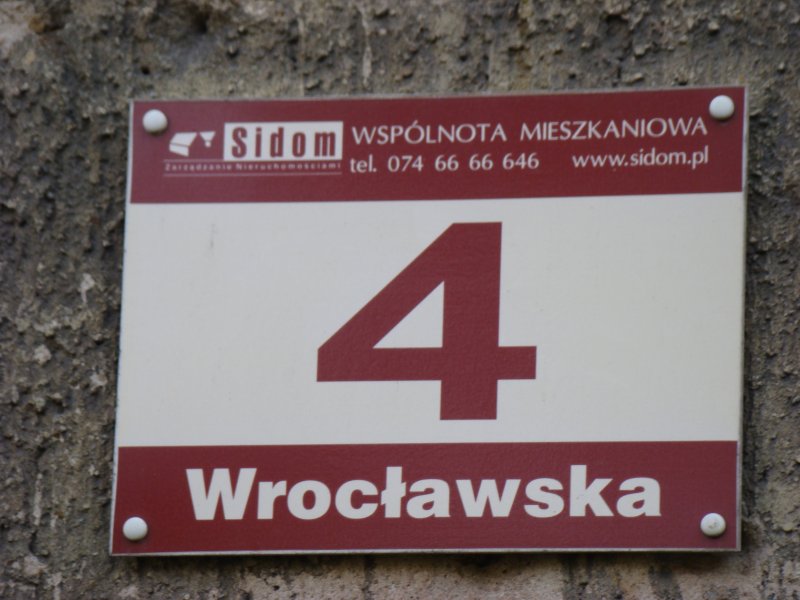 Sidom WSPÓLNOTA MIESZKANIOWA
Zarządzanie Nieruchomościami tel. 074 66 66 646 www.sidom.pl
4
Wrocławska